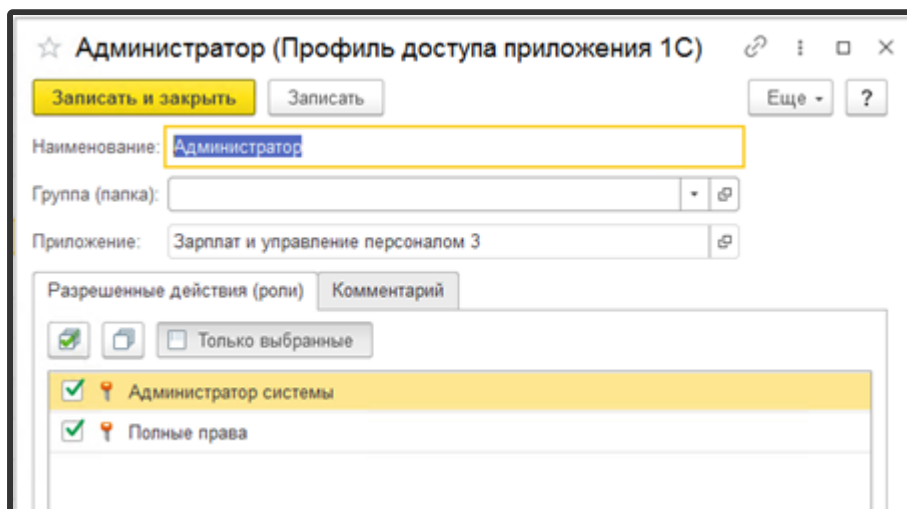 Администратор (Профиль доступа приложения 1С)
Записать и закрыть Записать Еще ?
Наименование: Администратор
Группа (папка):
Приложение: Зарплат и управление персоналом 3
Разрешенные действия (роли) Комментарий
Только выбранные
Администратор системы
Полные права